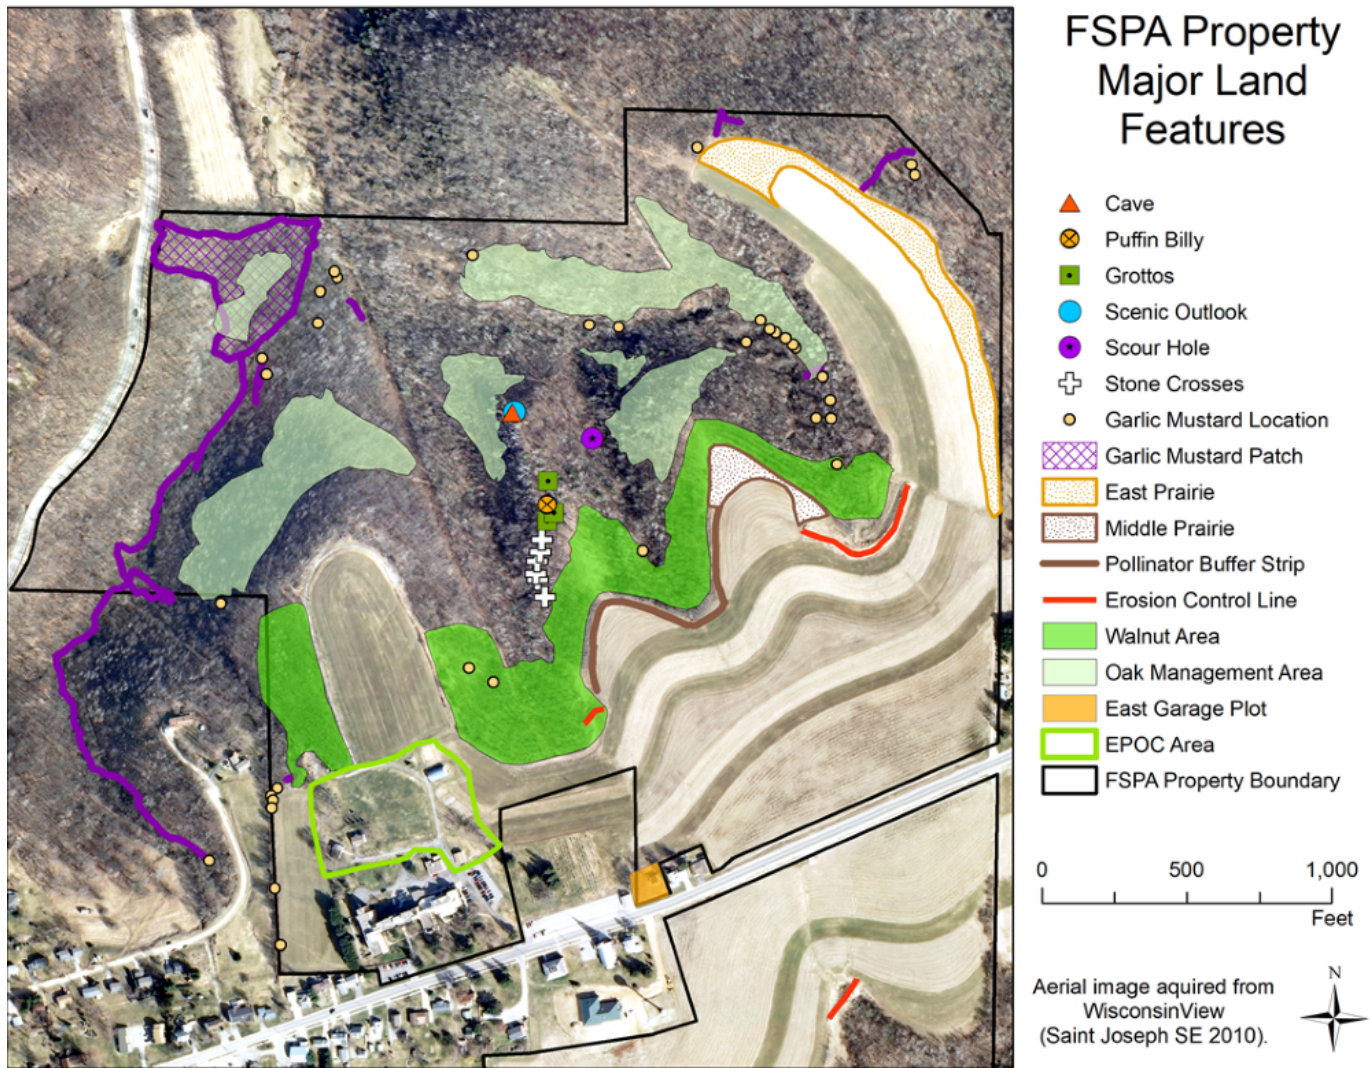 FSPA Property
Major Land
Features
Cave
Puffin Billy
Grottos
Scenic Outlook
Scour Hole
Stone Crosses
Garlic Mustard Location
Garlic Mustard Patch
East Prairie
Middle Prairie
Pollinator Buffer Strip
Erosion Control Line
Walnut Area
Oak Management Area
East Garage Plot
EPOC Area
FSPA Property Boundary
0 500 1,000
Feet
Aerial image aquired from
WisconsinView
(Saint Joseph SE 2010).
N